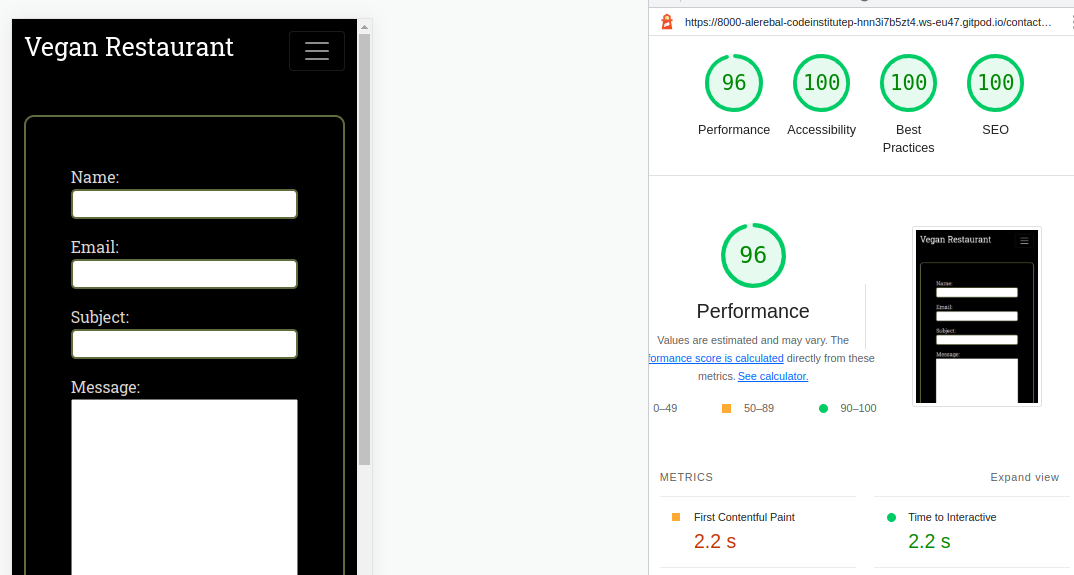 Vegan Restaurant
Name:
Email:
Subject:
Message:
https://8000-alerebal-codeinstitutep-hnn3i7b5zt4.ws-eu47.gitpod.io/contact…
96
100
100
100
Performance
Accessibility
Best
Practices
SEO
96
Performance
Values are estimated and may vary. The
formance score is calculated directly from these
metrics. See calculator.
0–49
50–89
90–100
Vegan Restaurant
Name:
Email:
Subject:
Message:
METRICS
Expand view
First Contentful Paint
2.2 s
Time to Interactive
2.2 s